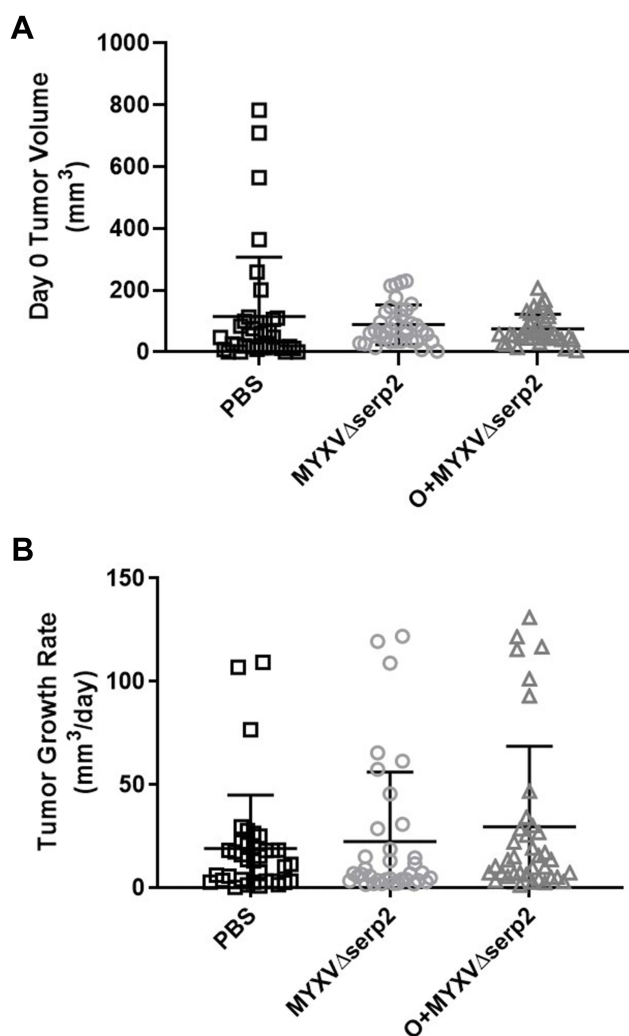 A
Day 0 Tumor Volume
(mm³)
1000
800
600
400
200
0
PBS
MYXVΔserp2
O+MYXVΔserp2
B
Tumor Growth Rate
(mm³/day)
150
100
50
0
PBS
MYXVΔserp2
O+MYXVΔserp2